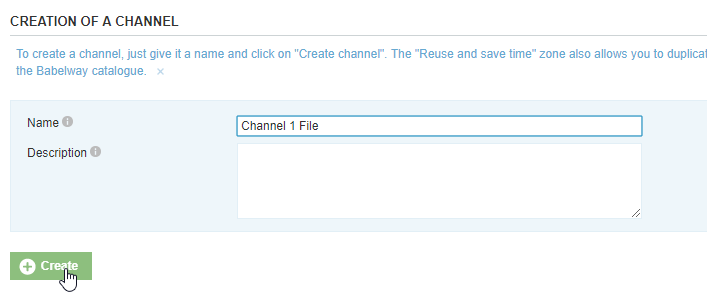 CREATION OF A CHANNEL
To create a channel, just give it a name and click on "Create channel". The "Reuse and save time" zone also allows you to
the Babelway catalogue. ×
Name
Channel 1 File
Description
Create